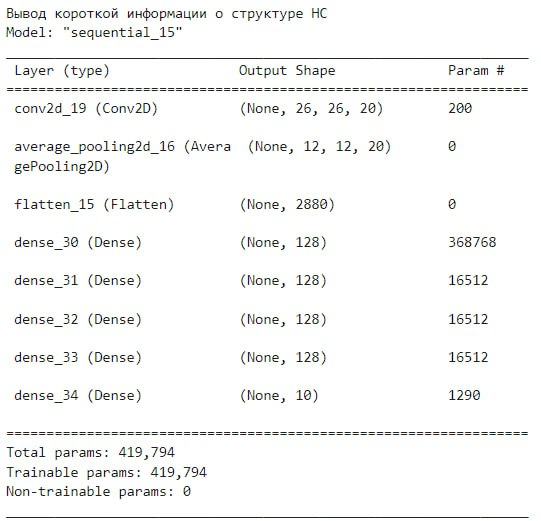 Вывод короткой информации о структуре НС
Model: "sequential_15"
_________________________________________________________________
Layer (type)                Output Shape              Param #
=================================================================
conv2d_19 (Conv2D)          (None, 26, 26, 20)        200
average_pooling2d_16 (Avera  (None, 12, 12, 20)       0
gePooling2D)
flatten_15 (Flatten)        (None, 2880)              0
dense_30 (Dense)            (None, 128)               368768
dense_31 (Dense)            (None, 128)               16512
dense_32 (Dense)            (None, 128)               16512
dense_33 (Dense)            (None, 128)               16512
dense_34 (Dense)            (None, 10)                1290
=================================================================
Total params: 419,794
Trainable params: 419,794
Non-trainable params: 0
_________________________________________________________________